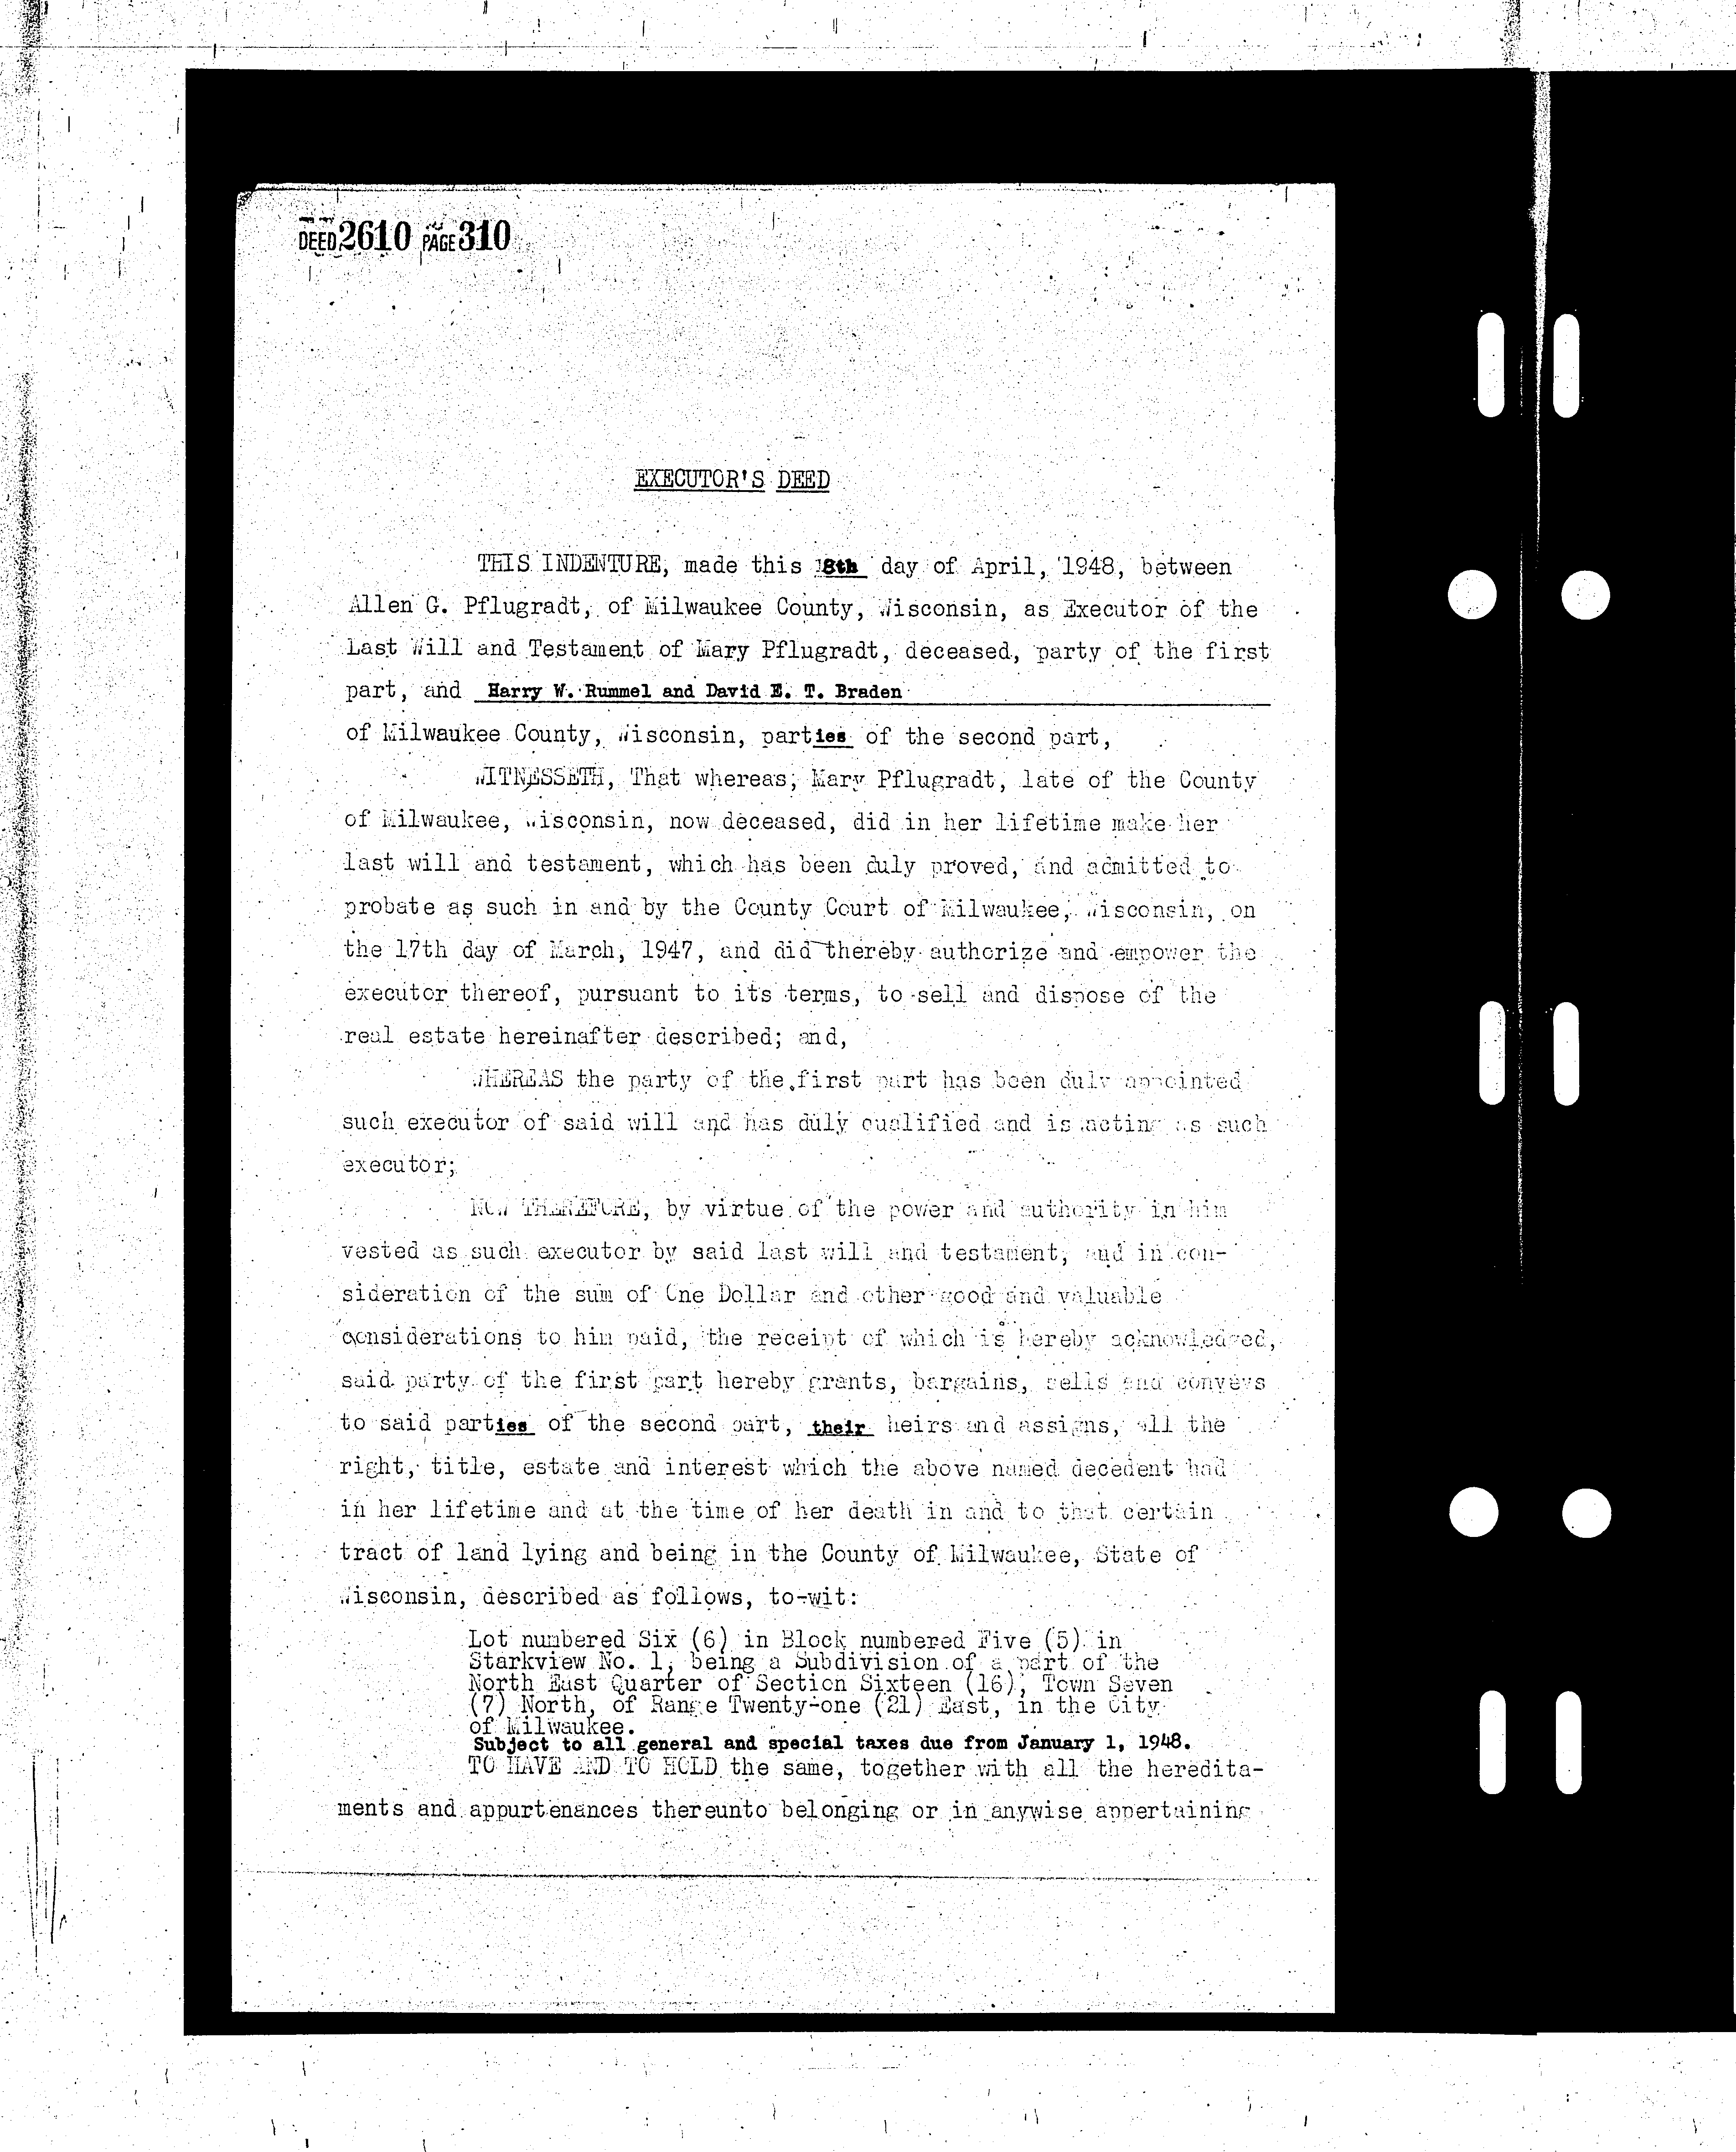 DEED 2610 PAGE 310
EXECUTOR'S DEED
THIS INDENTURE, made this 18th day of April, 1948, between
Allen G. Pflugradt, of Milwaukee County, Wisconsin, as Executor of the
Last Will and Testament of Mary Pflugradt, deceased, party of the first
part, and Harry W. Rummel and David E. T. Braden
of Milwaukee County, Wisconsin, parties of the second part,
WITNESSETH, That whereas, Mary Pflugradt, late of the County
of Milwaukee, Wisconsin, now deceased, did in her lifetime make her
last will and testament, which has been duly proved, and admitted to
probate as such in and by the County Court of Milwaukee, Wisconsin, on
the 17th day of March, 1947, and did thereby authorize and empower the
executor thereof, pursuant to its terms, to sell and dispose of the
real estate hereinafter described; and,
WHEREAS the party of the first part has been duly appointed
such executor of said will and has duly qualified and is acting as such
executor;
NOW THEREFORE, by virtue of the power and authority in him
vested as such executor by said last will and testament, and in con-
sideration of the sum of One Dollar and other good and valuable
considerations to him paid, the receipt of which is hereby acknowledged,
said party of the first part hereby grants, bargains, sells and conveys
to said parties of the second part, their heirs and assigns, all the
right, title, estate and interest which the above named decedent had
in her lifetime and at the time of her death in and to that certain
tract of land lying and being in the County of Milwaukee, State of
Wisconsin, described as follows, to-wit:
Lot numbered Six (6) in Block numbered Five (5) in
Starkview No. 1, being a Subdivision of a part of the
North East Quarter of Section Sixteen (16), Town Seven
(7) North, of Range Twenty-one (21) East, in the City
of Milwaukee.
Subject to all general and special taxes due from January 1, 1948.
TO HAVE AND TO HOLD the same, together with all the heredita-
ments and appurtenances thereunto belonging or in anywise appertaining